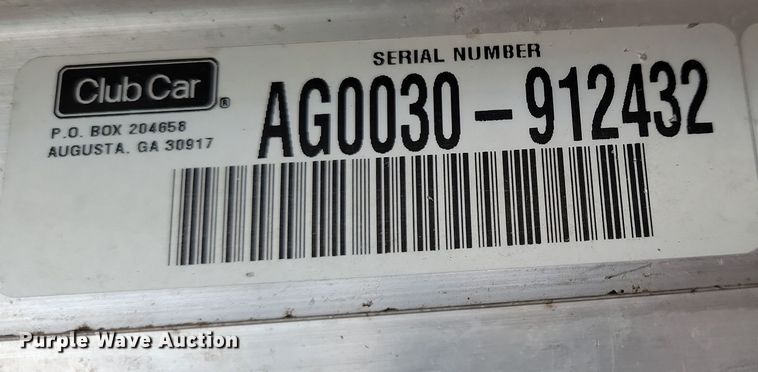 SERIAL NUMBER
Club Car®
AG0030-912432
P.O. BOX 204658
AUGUSTA, GA 30917
Purple Wave Auction